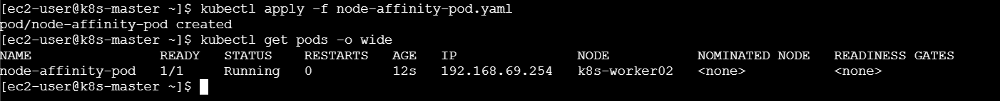 [ec2-user@k8s-master ~]$ kubectl apply -f node-affinity-pod.yaml
pod/node-affinity-pod created
[ec2-user@k8s-master ~]$ kubectl get pods -o wide
NAME                READY   STATUS    RESTARTS   AGE   IP               NODE           NOMINATED NODE   READINESS GATES
node-affinity-pod   1/1     Running   0          12s   192.168.69.254   k8s-worker02   <none>           <none>
[ec2-user@k8s-master ~]$